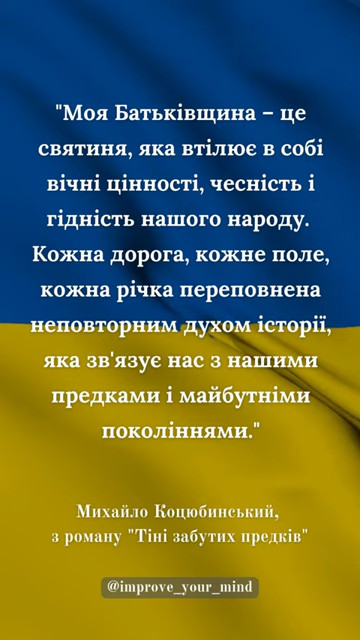 "Моя Батьківщина – це
святиня, яка втілює в собі
вічні цінності, чесність і
гідність нашого народу.
Кожна дорога, кожне поле,
кожна річка переповнена
неповторним духом історії,
яка зв'язує нас з нашими
предками і майбутніми
поколіннями."
Михайло Коцюбинський,
з роману "Тіні забутих предків"
@improve_your_mind